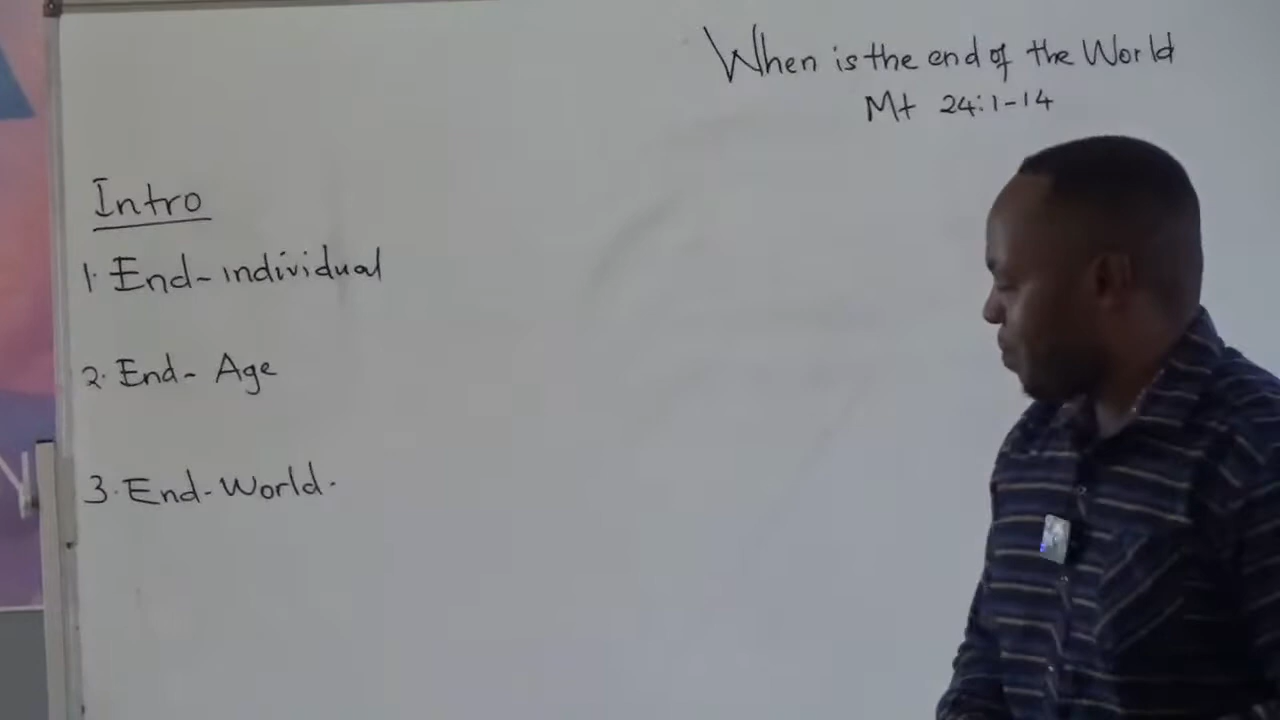 When is the end of the World
Mt 24:1-14
Intro
1. End- individual
2. End- Age
3. End-World.